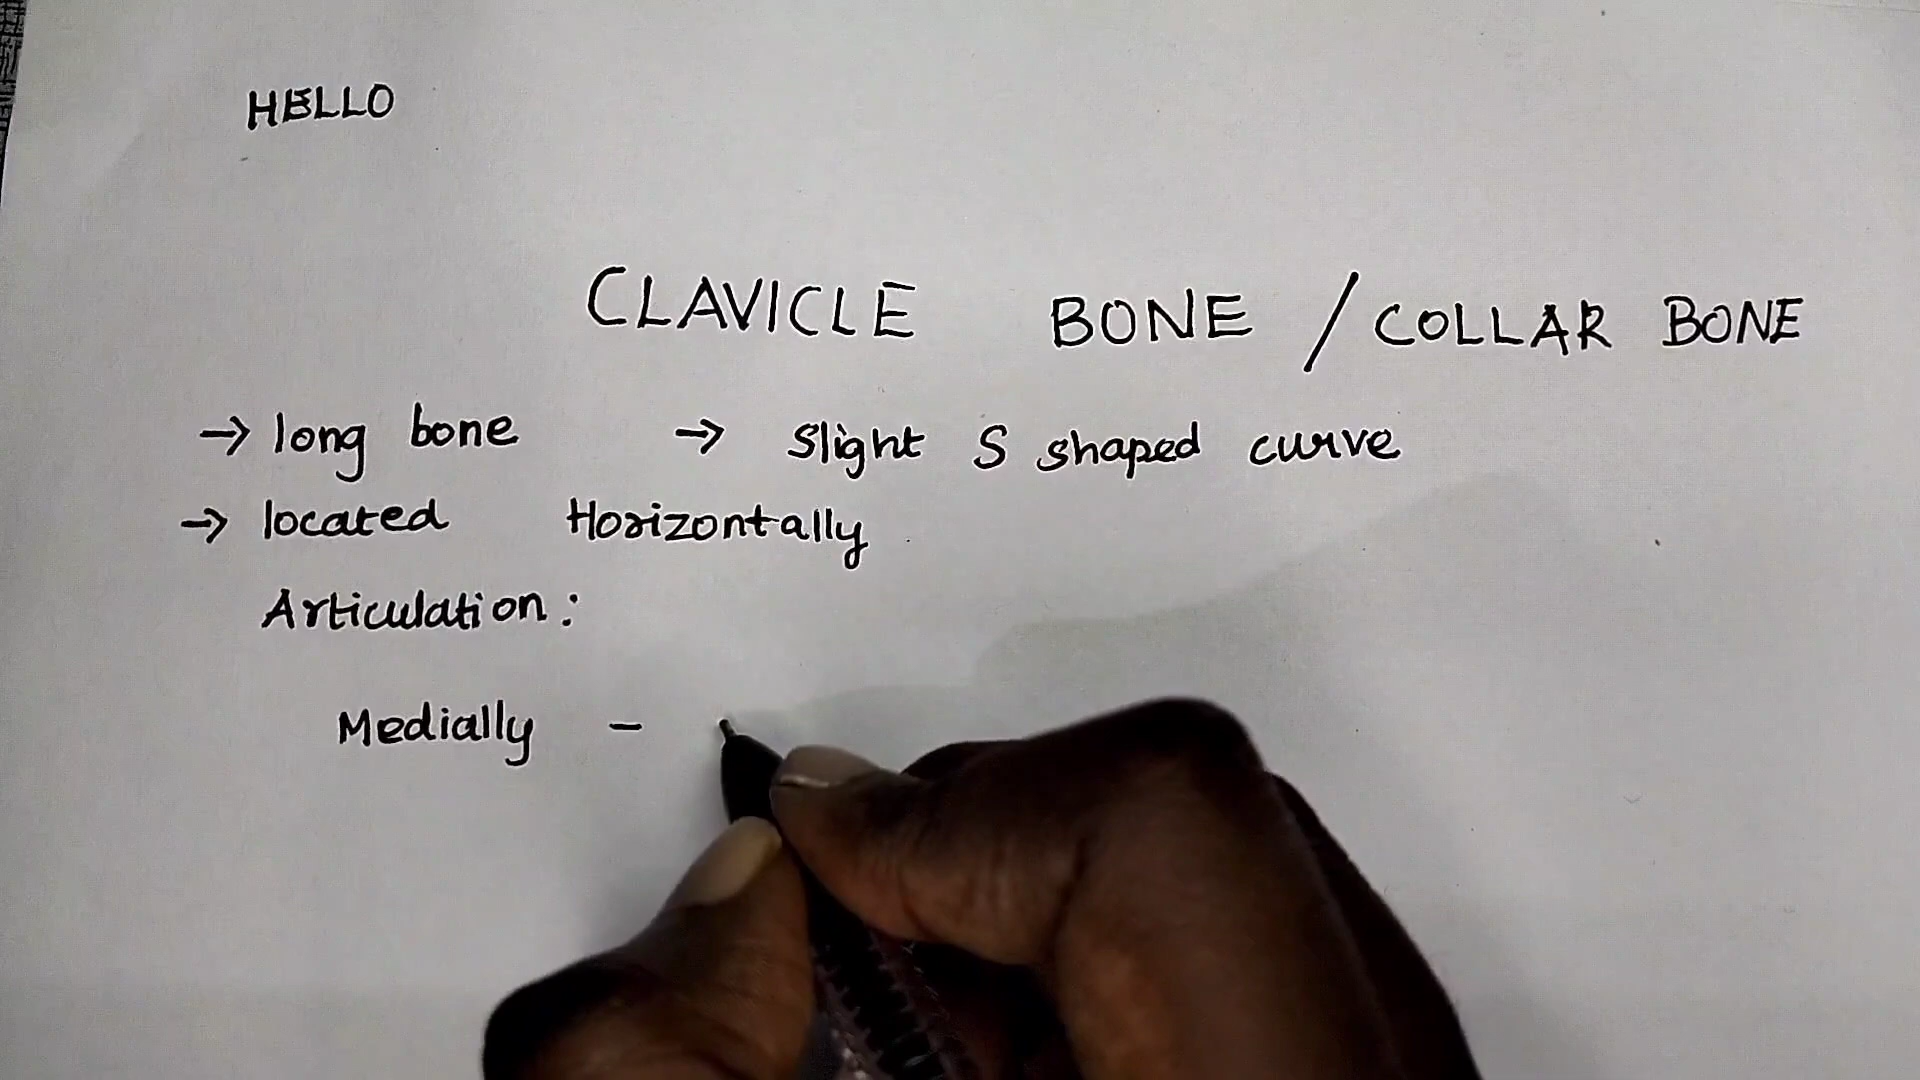 HELLO
CLAVICLE BONE / COLLAR BONE
→ long bone → Slight S shaped curve
→ located Horizontally
Articulation :
Medially -